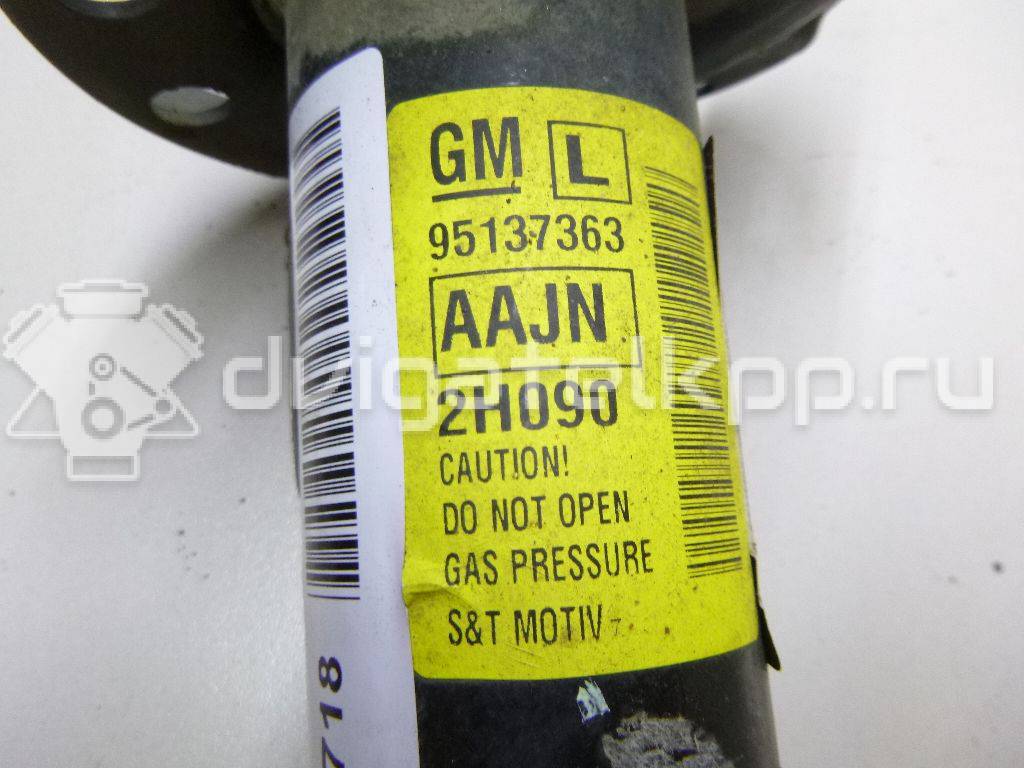 GM L
95137363
AAJN
2H090
CAUTION!
DO NOT OPEN
GAS PRESSURE
S&T MOTIV
718
dvigatelkpp.ru